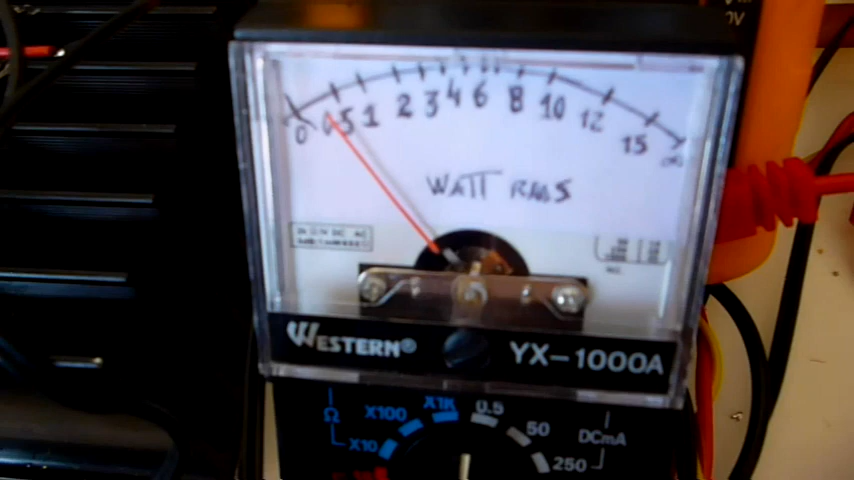 0 0.5 1 2 3 4 6 8 10 12 15 ∞
WATT RMS
WESTERN® YX-1000A
Ω X100 X1K 0.5 50 DCmA
X10 250